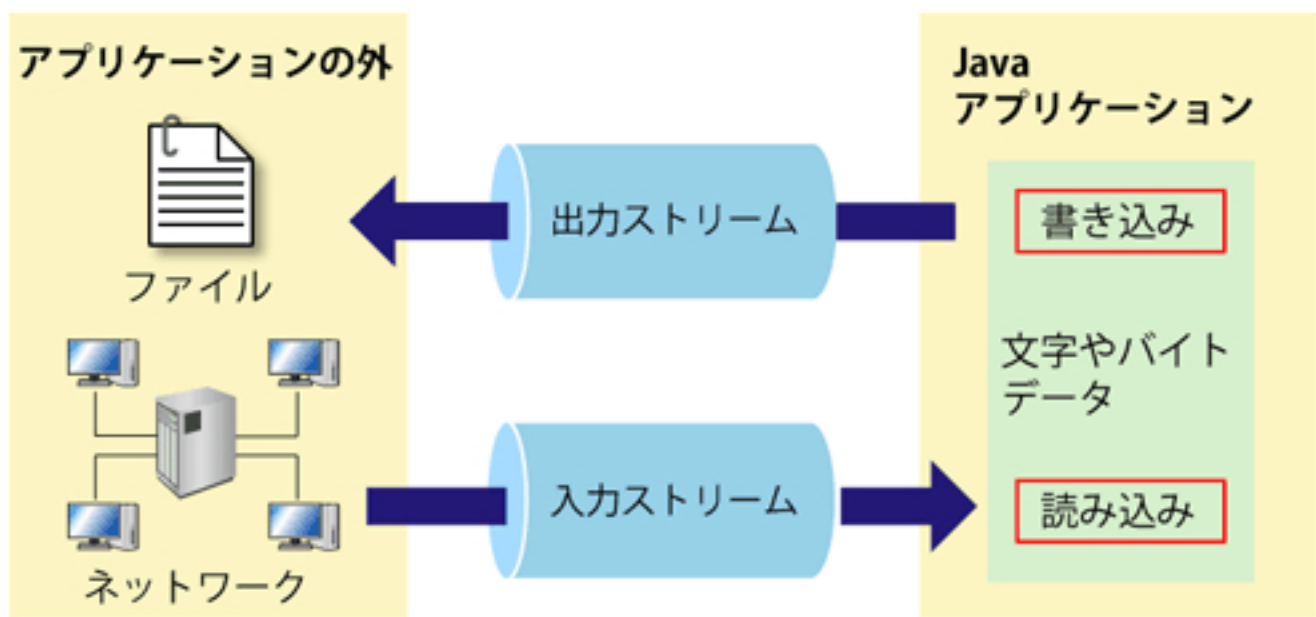 アプリケーションの外
ファイル
ネットワーク
出力ストリーム
入力ストリーム
Java
アプリケーション
書き込み
文字やバイト
データ
読み込み